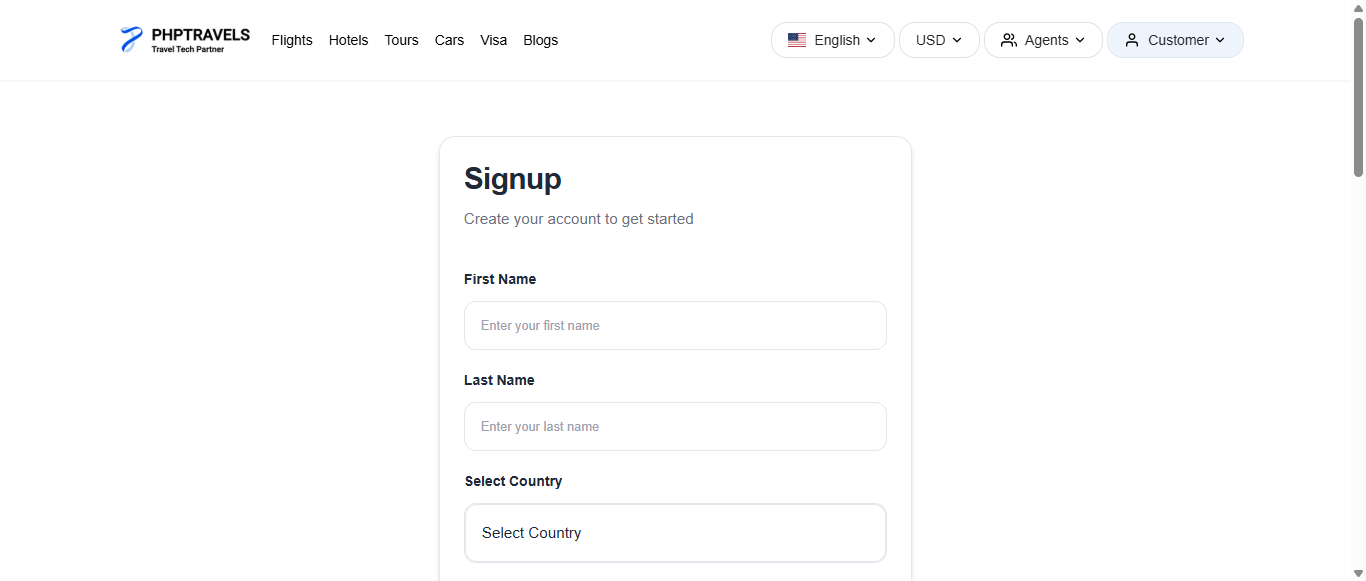 PHPTRAVELS
Travel Tech Partner
Flights Hotels Tours Cars Visa Blogs
English USD Agents Customer
Signup
Create your account to get started
First Name
Enter your first name
Last Name
Enter your last name
Select Country
Select Country